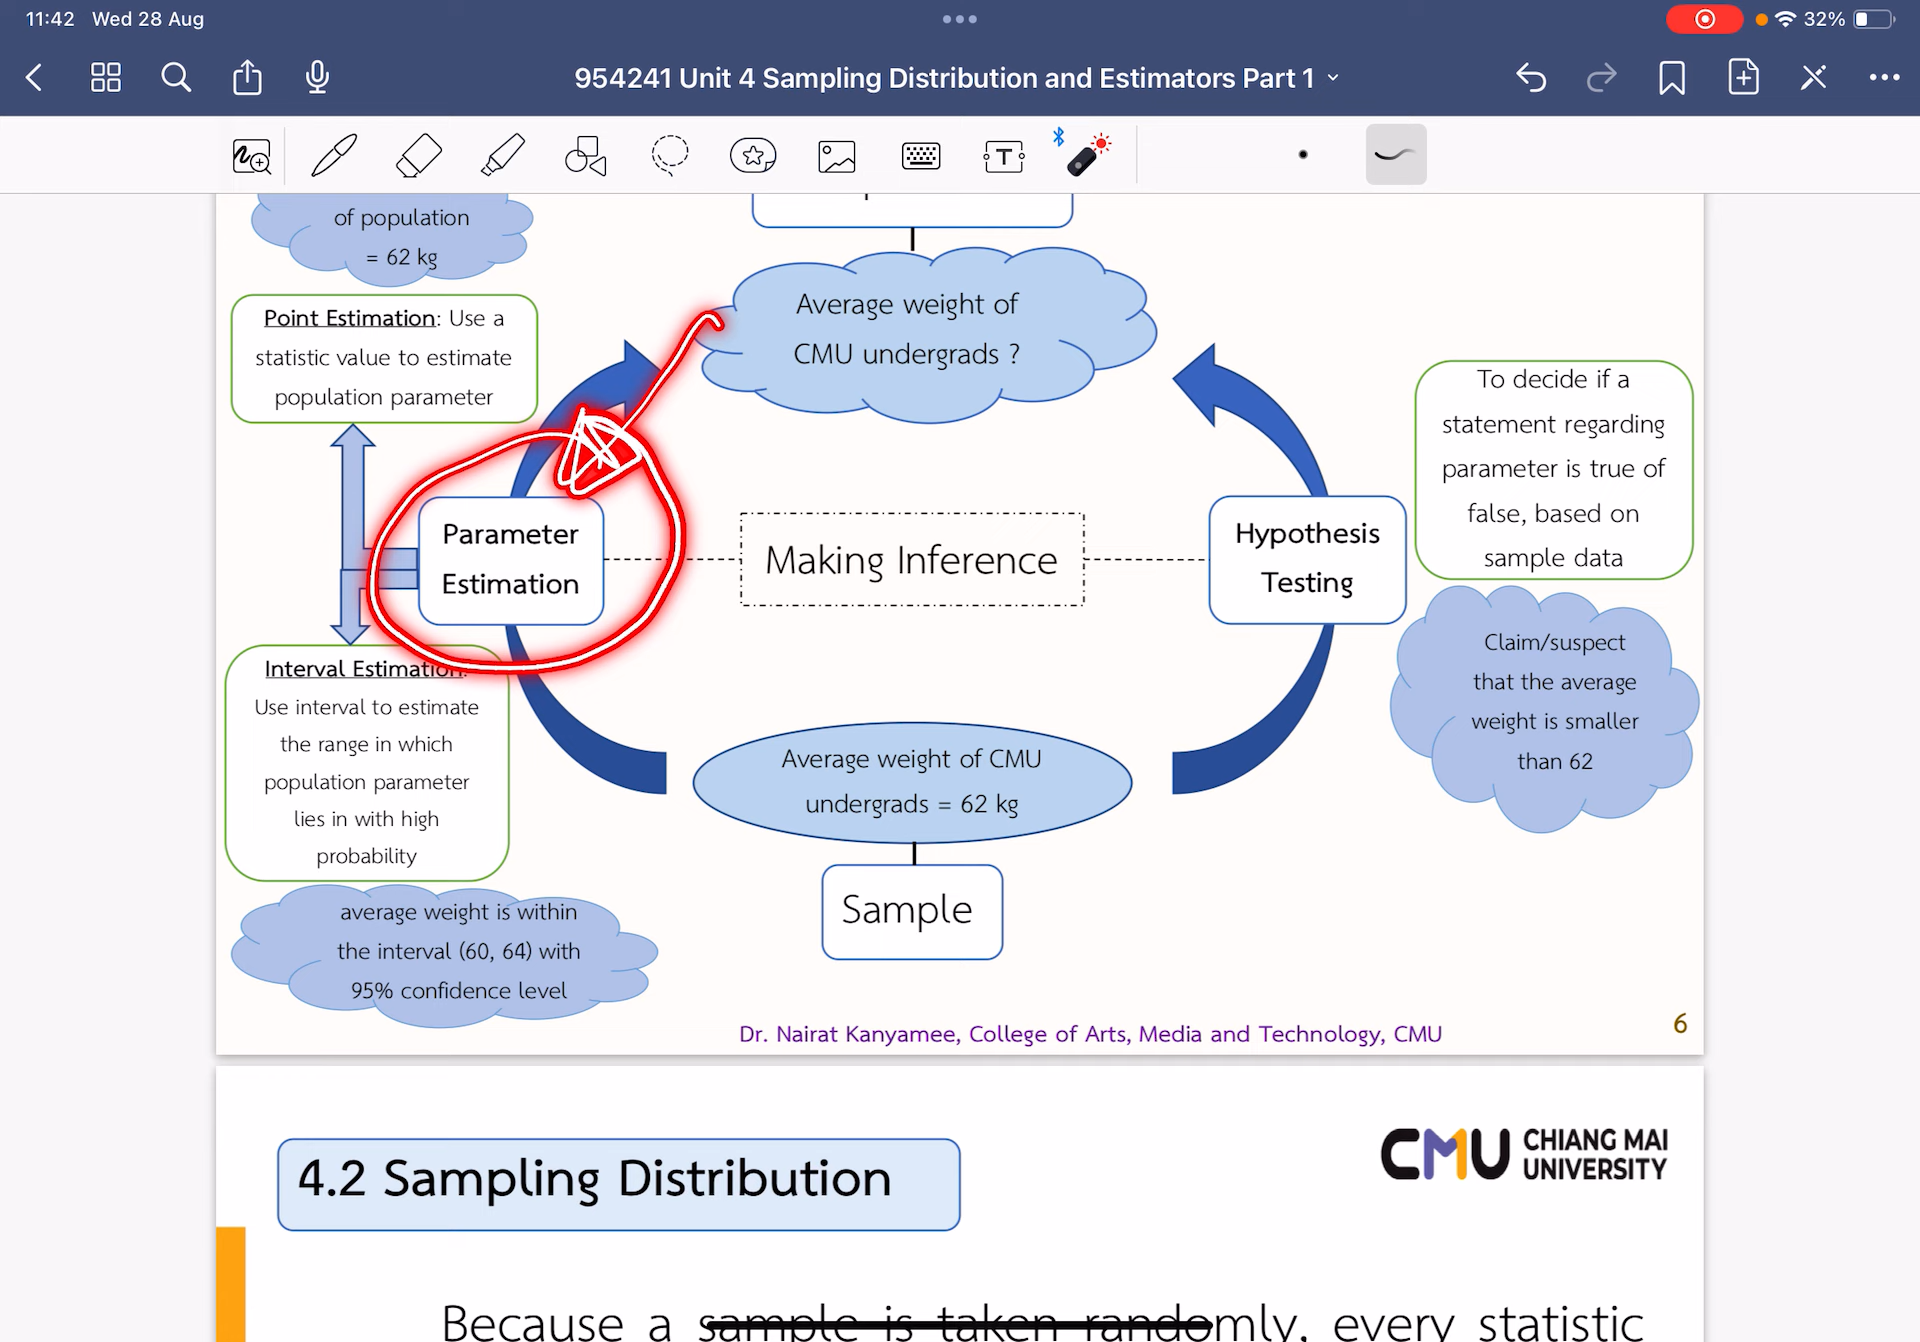 11:42 Wed 28 Aug
32%
954241 Unit 4 Sampling Distribution and Estimators Part 1
T
of population
= 62 kg
Point Estimation: Use a
statistic value to estimate
population parameter
Average weight of
CMU undergrads ?
To decide if a
statement regarding
parameter is true of
false, based on
sample data
Parameter
Estimation
Making Inference
Hypothesis
Testing
Claim/suspect
that the average
weight is smaller
than 62
Interval Estimation:
Use interval to estimate
the range in which
population parameter
lies in with high
probability
Average weight of CMU
undergrads = 62 kg
Sample
average weight is within
the interval (60, 64) with
95% confidence level
Dr. Nairat Kanyamee, College of Arts, Media and Technology, CMU
6
4.2 Sampling Distribution
CMU CHIANG MAI
UNIVERSITY
Because a sample is taken randomly, every statistic